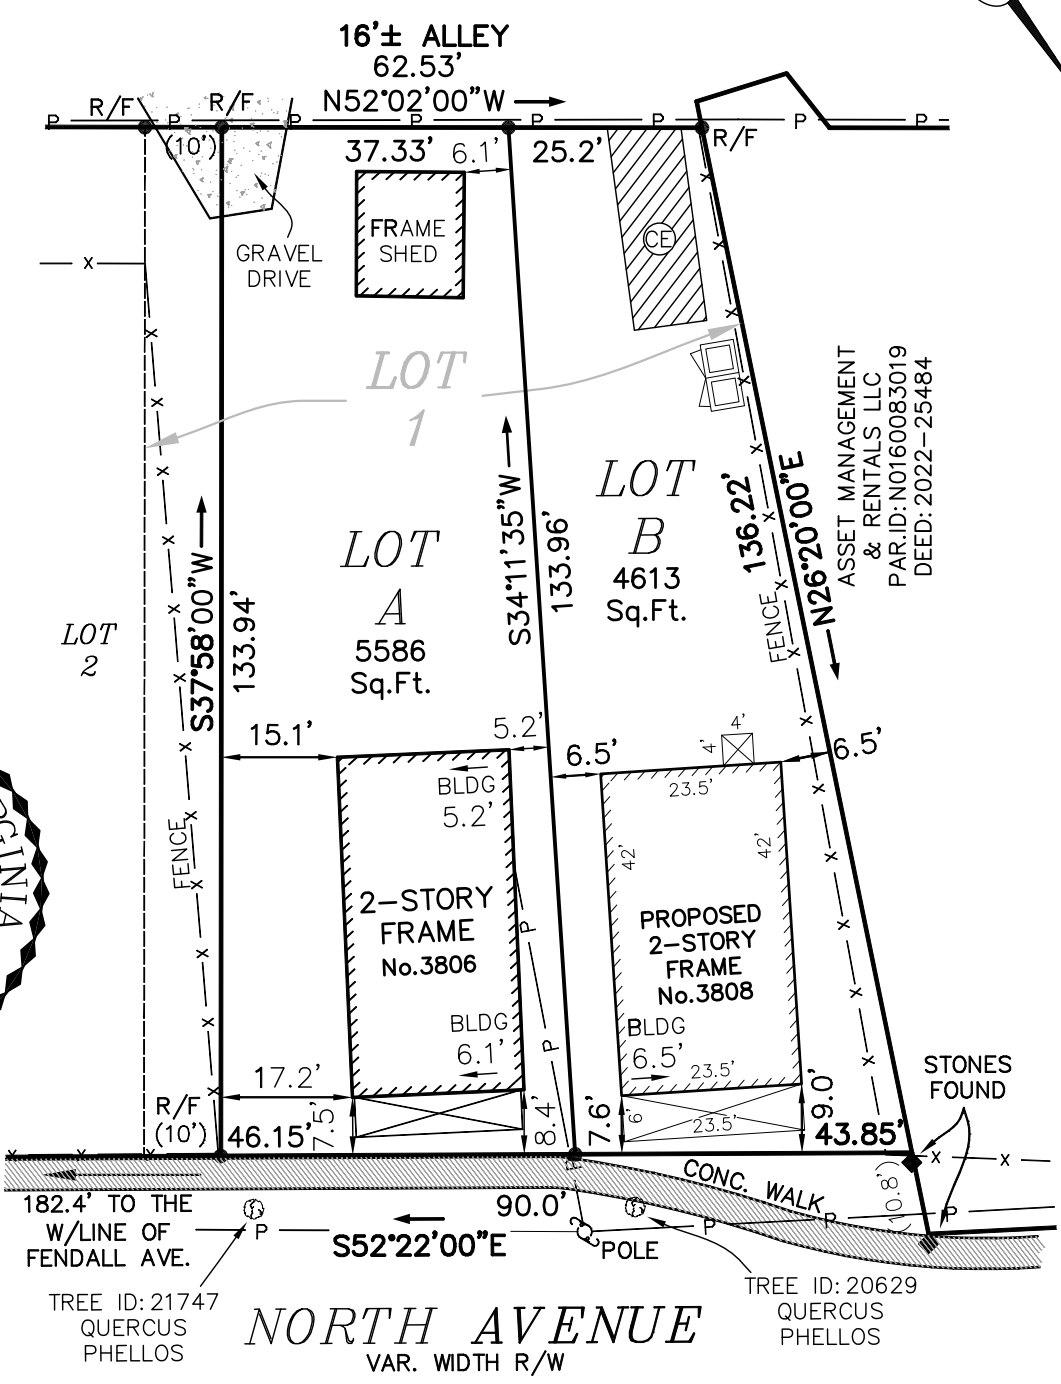 16'± ALLEY
62.53'
N52°02'00"W
R/F
R/F
P
P
P
P
P
P
P
P
(10')
37.33'
6.1'
25.2'
R/F
FRAME
SHED
GRAVEL
DRIVE
CE
x
LOT
1
ASSET MANAGEMENT
& RENTALS LLC
PAR.ID: N0160083019
DEED: 2022-25484
LOT
B
4613
Sq.Ft.
LOT
A
5586
Sq.Ft.
LOT
2
S37°58'00"W
133.94'
S34°11'35"W
133.96'
136.22'
N26°20'00"E
FENCE
15.1'
5.2'
6.5'
4'
4'
6.5'
BLDG
5.2'
23.5'
42'
42'
FENCE
GINIA
2-STORY
FRAME
No.3806
P
PROPOSED
2-STORY
FRAME
No.3808
BLDG
6.1'
P
BLDG
6.5'
23.5'
17.2'
7.5'
8.4'
7.6'
6'
23.5'
9.0'
STONES
FOUND
R/F
(10')
46.15'
43.85'
CONC. WALK
(10.8')
182.4' TO THE
W/LINE OF
FENDALL AVE.
P
90.0'
S52°22'00"E
POLE
P
P
P
TREE ID: 21747
QUERCUS
PHELLOS
TREE ID: 20629
QUERCUS
PHELLOS
NORTH AVENUE
VAR. WIDTH R/W